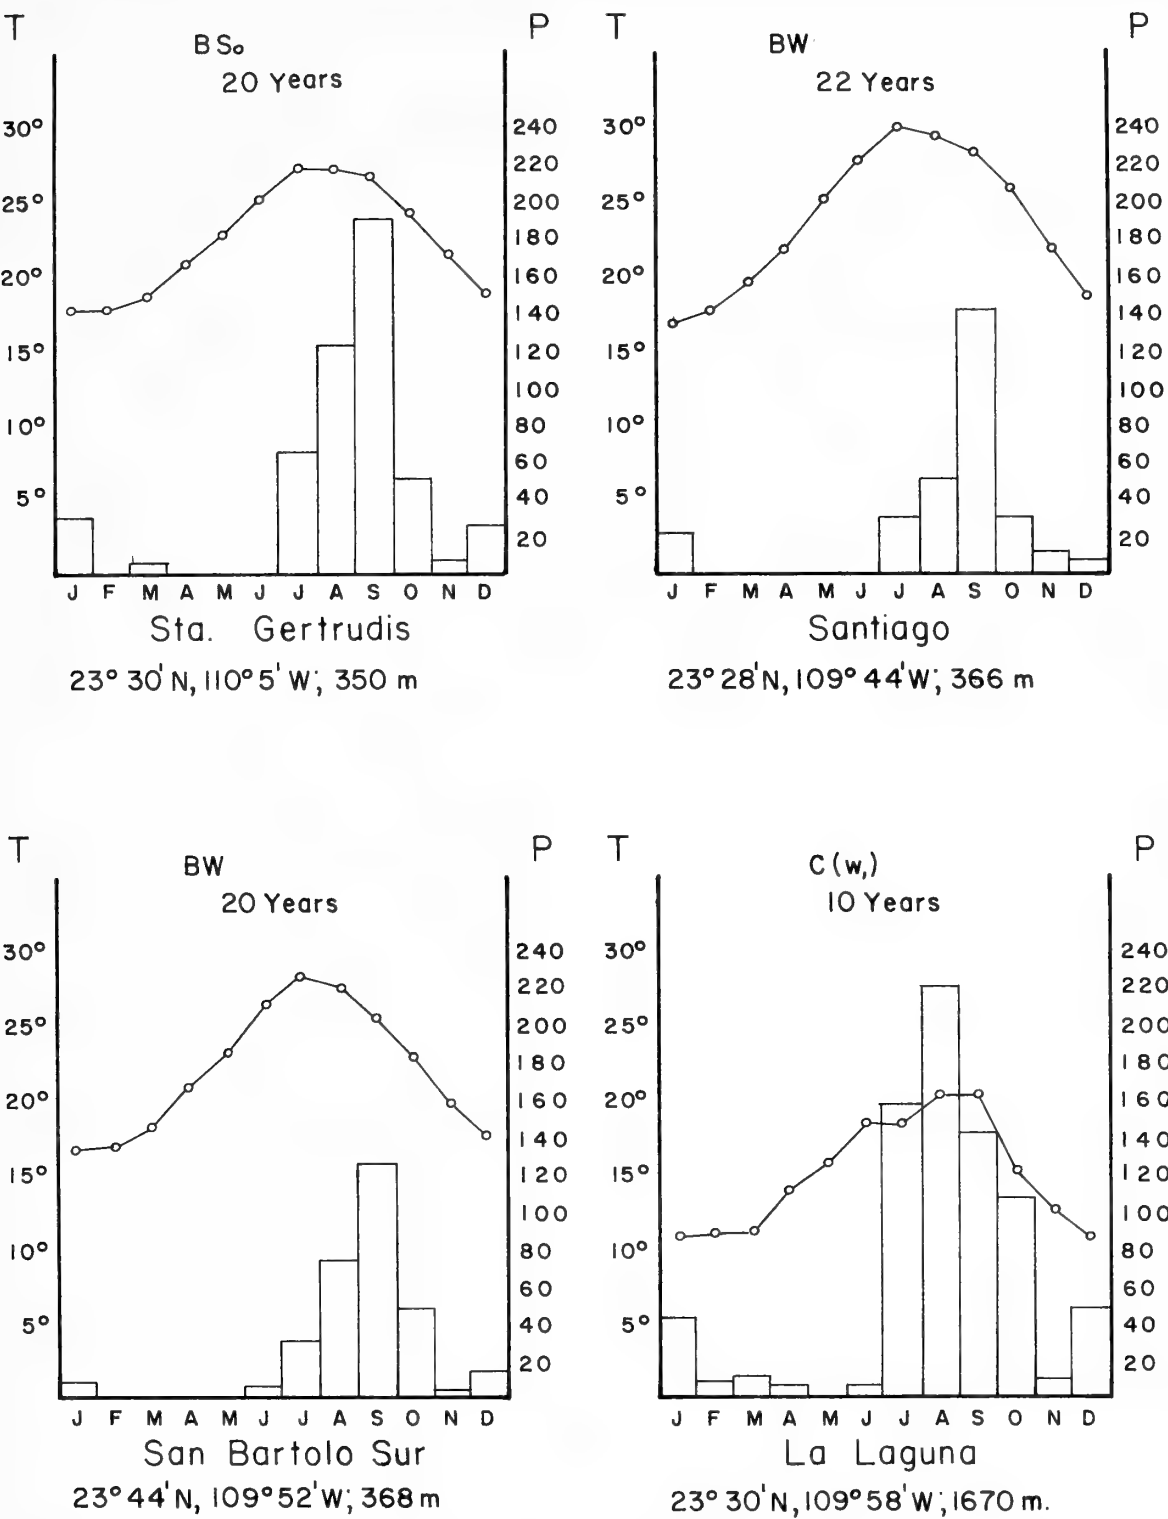 T P
BS₀
20 Years
30° 240
220
25° 200
180
20° 160
140
15° 120
100
10° 80
60
5° 40
20
J F M A M J J A S O N D
Sta. Gertrudis
23° 30' N, 110° 5' W; 350 m
T P
BW
22 Years
30° 240
220
25° 200
180
20° 160
140
15° 120
100
10° 80
60
5° 40
20
J F M A M J J A S O N D
Santiago
23° 28' N, 109° 44' W; 366 m
T P
BW
20 Years
30° 240
220
25° 200
180
20° 160
140
15° 120
100
10° 80
60
5° 40
20
J F M A M J J A S O N D
San Bartolo Sur
23° 44' N, 109° 52' W; 368 m
T P
C(w,)
10 Years
30° 240
220
25° 200
180
20° 160
140
15° 120
100
10° 80
60
5° 40
20
J F M A M J J A S O N D
La Laguna
23° 30' N, 109° 58' W; 1670 m.